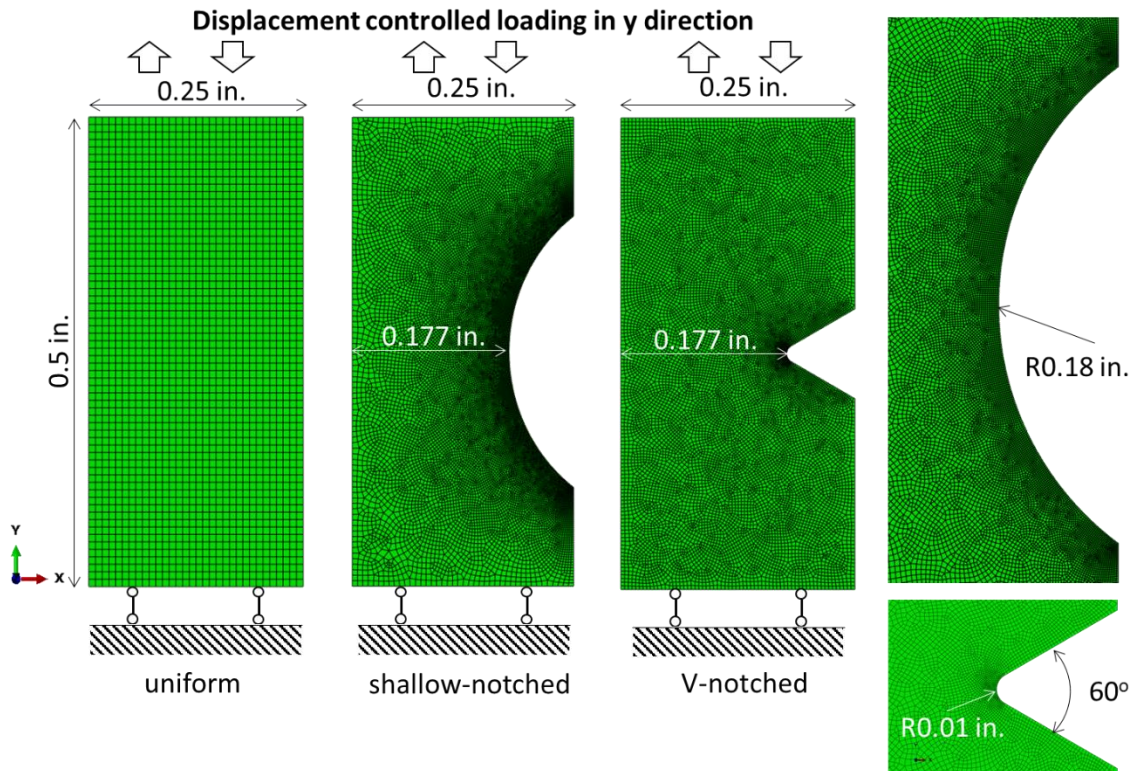 Displacement controlled loading in y direction
0.25 in.
0.25 in.
0.25 in.
0.5 in.
0.177 in.
0.177 in.
R0.18 in.
Y
X
uniform
shallow-notched
V-notched
R0.01 in.
60°